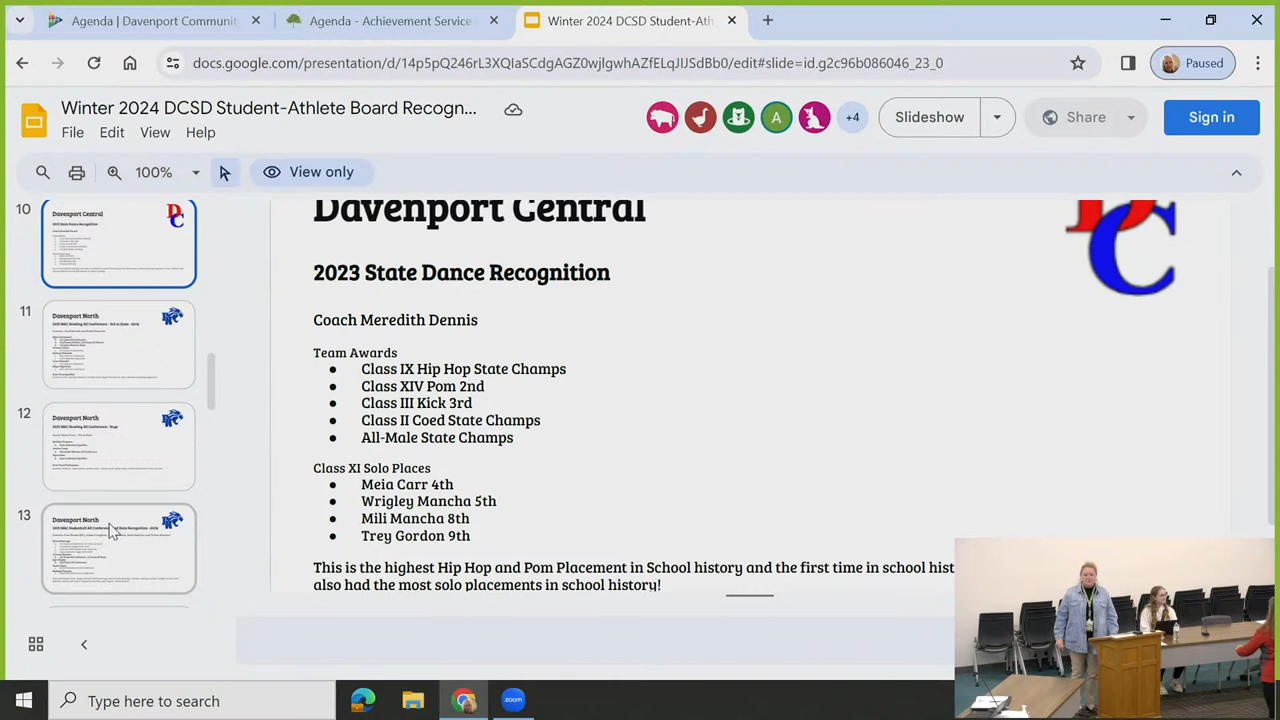 Agenda | Davenport Communi
Agenda - Achievement Service
Winter 2024 DCSD Student-Ath
docs.google.com/presentation/d/14p5pQ246rL3XQIaSCdgAGZ0wjIgwhAZfELqJIJSdBb0/edit#slide=id.g2c96b086046_23_0
Paused
Winter 2024 DCSD Student-Athlete Board Recogn...
File Edit View Help
A
+4
Slideshow
Share
Sign in
100%
View only
10
Davenport Central
DC
11
Davenport North
12
Davenport North
13
Davenport North
Davenport Central
DC
2023 State Dance Recognition
Coach Meredith Dennis
Team Awards
● Class IX Hip Hop State Champs
● Class XIV Pom 2nd
● Class III Kick 3rd
● Class II Coed State Champs
● All-Male State Champs
Class XI Solo Places
● Meia Carr 4th
● Wrigley Mancha 5th
● Mili Mancha 8th
● Trey Gordon 9th
This is the highest Hip Hop and Pom Placement in School history and the first time in school hist
also had the most solo placements in school history!
Type here to search
zoom